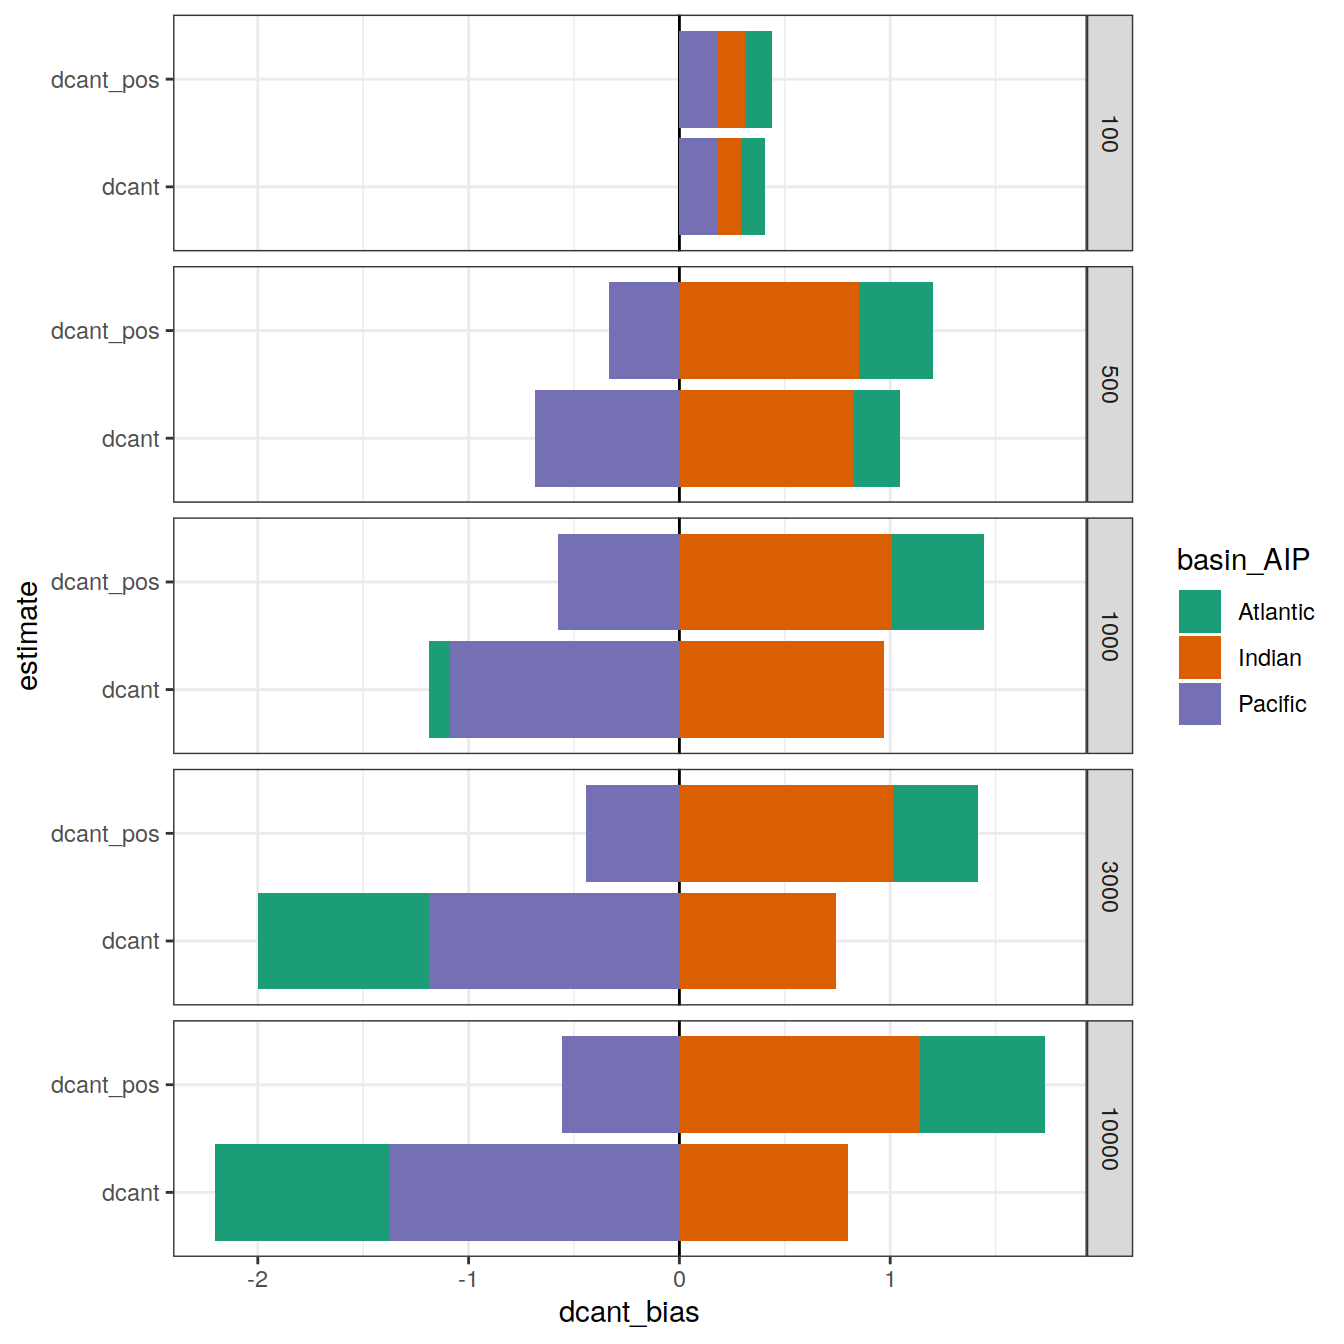 dcant_pos
dcant
100
dcant_pos
dcant
500
dcant_pos
dcant
1000
dcant_pos
dcant
3000
dcant_pos
dcant
10000
-2 -1 0 1
dcant_bias
estimate
basin_AIP
Atlantic
Indian
Pacific